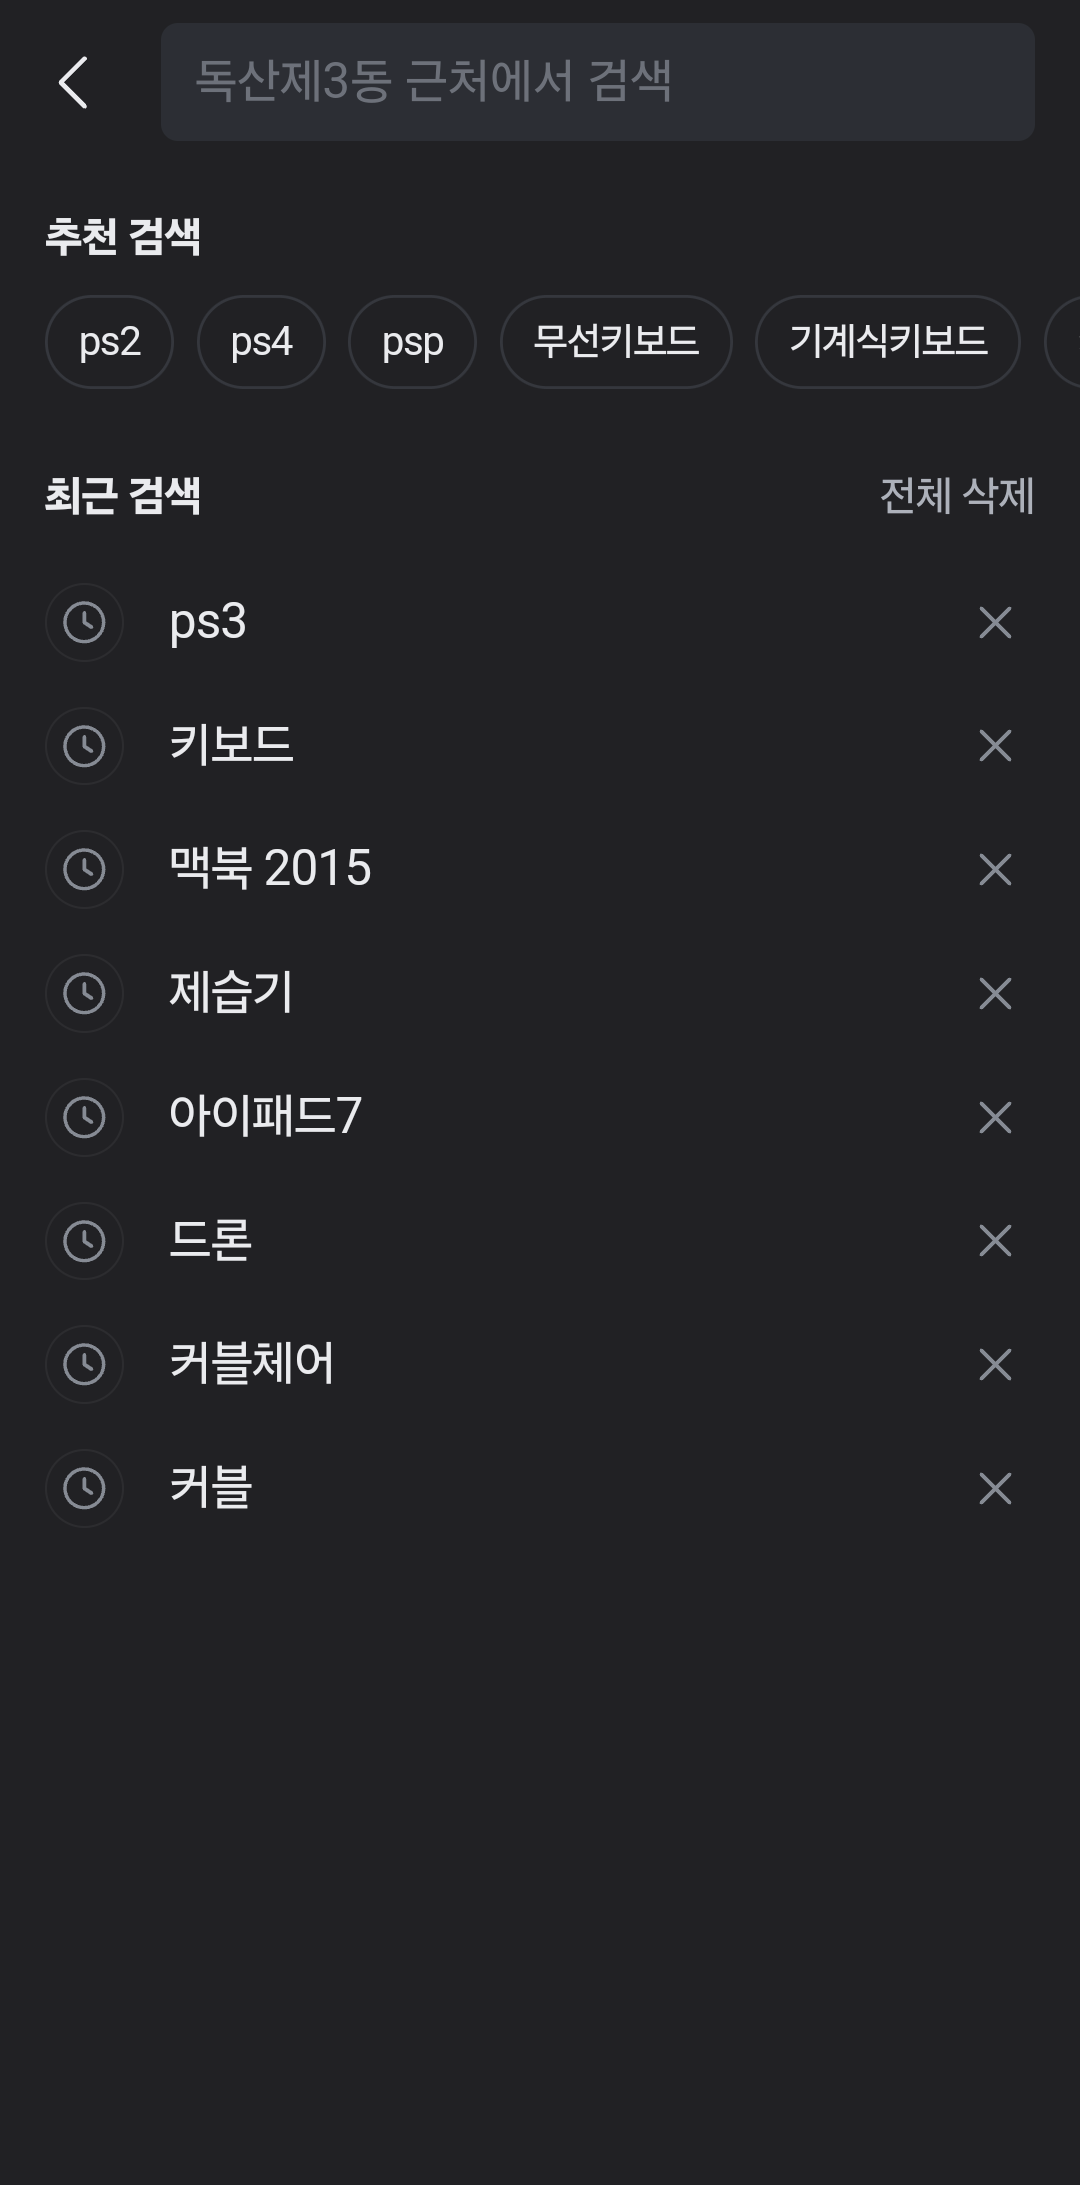 독산제3동 근처에서 검색
추천 검색
ps2 ps4 psp 무선키보드 기계식키보드
최근 검색 전체 삭제
ps3
키보드
맥북 2015
제습기
아이패드7
드론
커블체어
커블